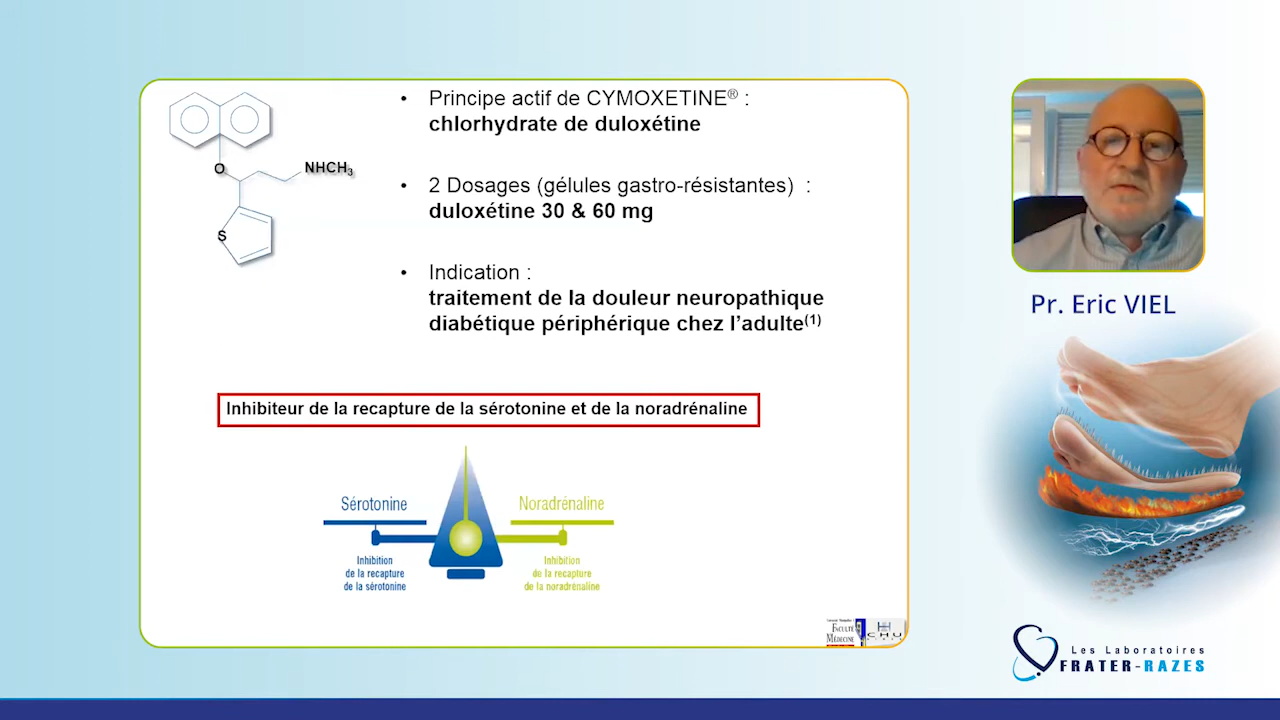 • Principe actif de CYMOXETINE® :
chlorhydrate de duloxétine
• 2 Dosages (gélules gastro-résistantes) :
duloxétine 30 & 60 mg
• Indication :
traitement de la douleur neuropathique
diabétique périphérique chez l'adulte(1)
O
NHCH3
S
Inhibiteur de la recapture de la sérotonine et de la noradrénaline
Sérotonine
Noradrénaline
Inhibition
de la recapture
de la sérotonine
Inhibition
de la recapture
de la noradrénaline
FACULTÉ
MÉDECINE
CHU
Pr. Eric VIEL
Les Laboratoires
FRATER-RAZES